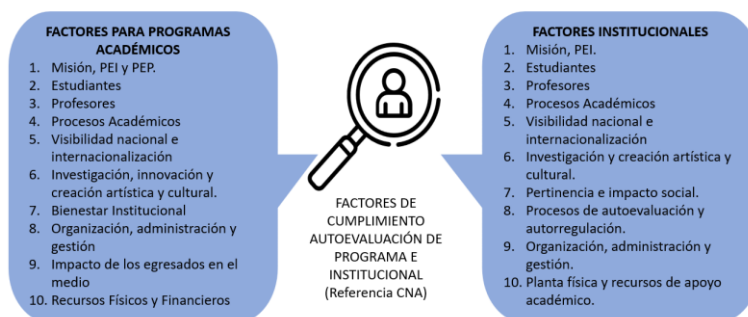 FACTORES PARA PROGRAMAS
ACADÉMICOS
1. Misión, PEI y PEP.
2. Estudiantes
3. Profesores
4. Procesos Académicos
5. Visibilidad nacional e
internacionalización
6. Investigación, innovación y
creación artística y cultural.
7. Bienestar Institucional
8. Organización, administración y
gestión
9. Impacto de los egresados en el
medio
10. Recursos Físicos y Financieros
FACTORES DE
CUMPLIMIENTO
AUTOEVALUACIÓN DE
PROGRAMA E
INSTITUCIONAL
(Referencia CNA)
FACTORES INSTITUCIONALES
1. Misión, PEI.
2. Estudiantes
3. Profesores
4. Procesos Académicos
5. Visibilidad nacional e
internacionalización
6. Investigación y creación artística y
cultural.
7. Pertinencia e impacto social.
8. Procesos de autoevaluación y
autorregulación.
9. Organización, administración y
gestión.
10. Planta física y recursos de apoyo
académico.